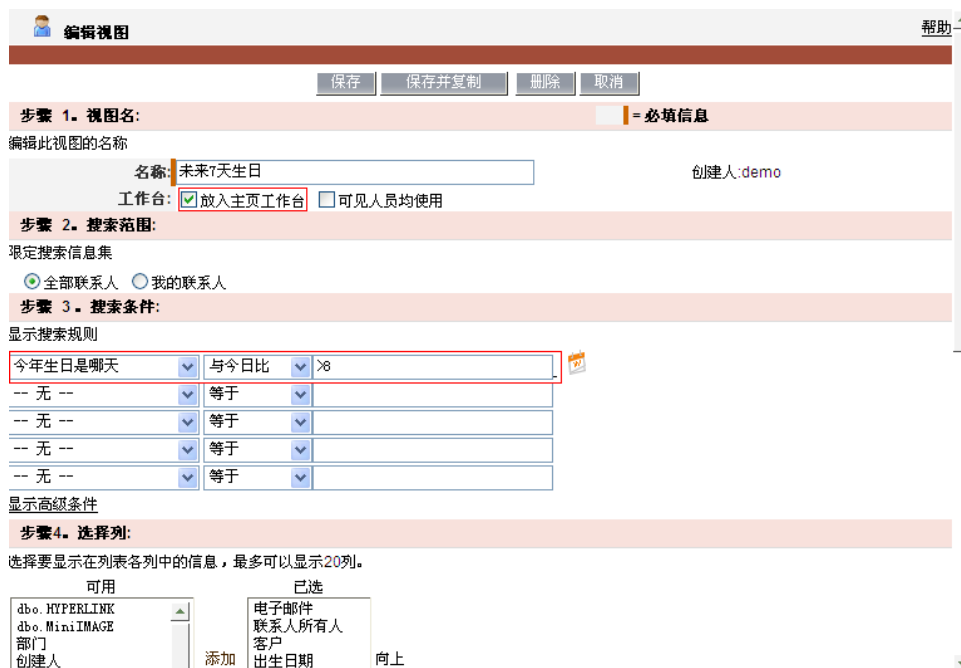 编辑视图 帮助
保存 保存并复制 删除 取消
步骤 1。视图名: = 必填信息
编辑此视图的名称
名称: 未来7天生日 创建人:demo
工作台: 放入主页工作台 可见人员均使用
步骤 2。搜索范围:
限定搜索信息集
全部联系人 我的联系人
步骤 3。搜索条件:
显示搜索规则
今年生日是哪天 与今日比 >8
-- 无 -- 等于
-- 无 -- 等于
-- 无 -- 等于
-- 无 -- 等于
显示高级条件
步骤4。选择列:
选择要显示在列表各列中的信息，最多可以显示20列。
可用 已选
dbo.HYPERLINK 电子邮件
dbo.MiniIMAGE 联系人所有人
部门 客户
创建人 添加 出生日期 向上